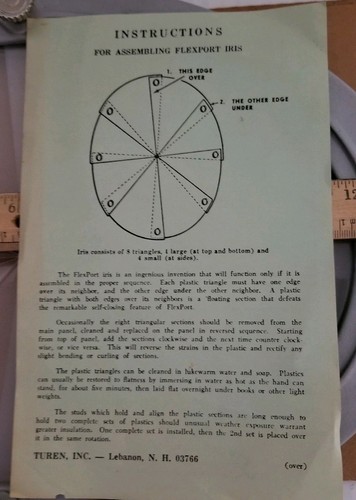 INSTRUCTIONS
FOR ASSEMBLING FLEXPORT IRIS
1. THIS EDGE
OVER
2. THE OTHER EDGE
UNDER
Iris consists of 9 triangles, 4 large (at top and bottom) and
4 small (at sides).
The FlexPort iris is an ingenious invention that will function only if it is
assembled in the proper sequence. Each plastic triangle must have one edge
over its neighbor, and the other edge under the other neighbor. A plastic
triangle with both edges over its neighbors is a 'floating section that defeats
the remarkable self-closing feature of FlexPort.
Occasionally the eight triangular sections should be removed from the
main panel, cleaned and replaced on the panel in reversed sequence. Starting
from top of panel, add the sections clockwise and the next time counter clock-
wise, or vice versa. This will reverse the strains in the plastic and rectify any
slight bending or curling of sections.
The plastic triangles can be cleaned in lukewarm water and soap. Plastics
can usually be restored to flatness by immersing in water as hot as the hand can
stand, for about five minutes, then laid flat overnight under books or other light
weights.
The studs which hold and align the plastic sections are long enough to
hold two complete sets of plastics should unusual weather exposure warrant
greater insulation. One complete set is installed, then the 2nd set is placed over
it in the same rotation.
TUREN, INC. — Lebanon, N. H. 03766
(over)